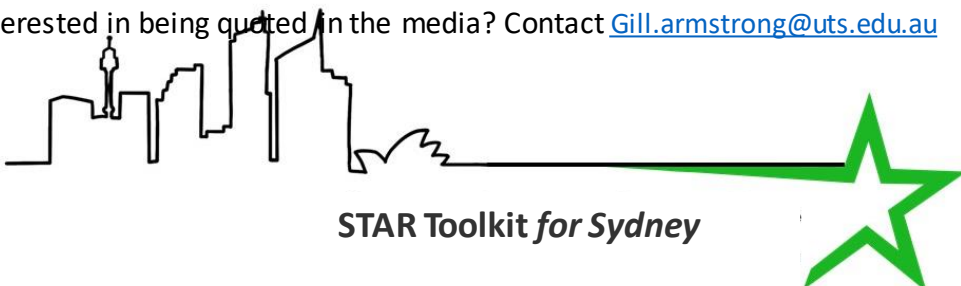 erested in being quoted in the media? Contact Gill.armstrong@uts.edu.au
STAR Toolkit for Sydney